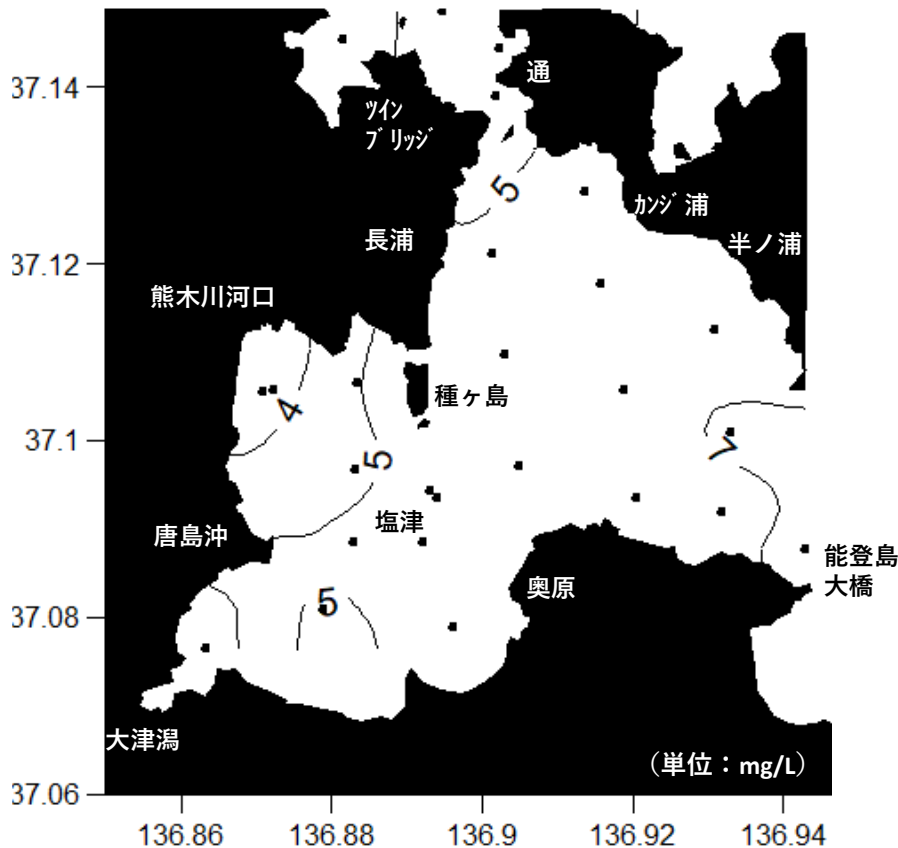 37.14
通
ﾂｲﾝ
ﾌﾞﾘｯｼﾞ
5
ｶﾝｼﾞ浦
長浦
半ノ浦
37.12
熊木川河口
種ヶ島
4
37.1
5
7
塩津
唐島沖
能登島
大橋
奥原
5
37.08
大津潟
（単位：mg/L）
37.06
136.86
136.88
136.9
136.92
136.94